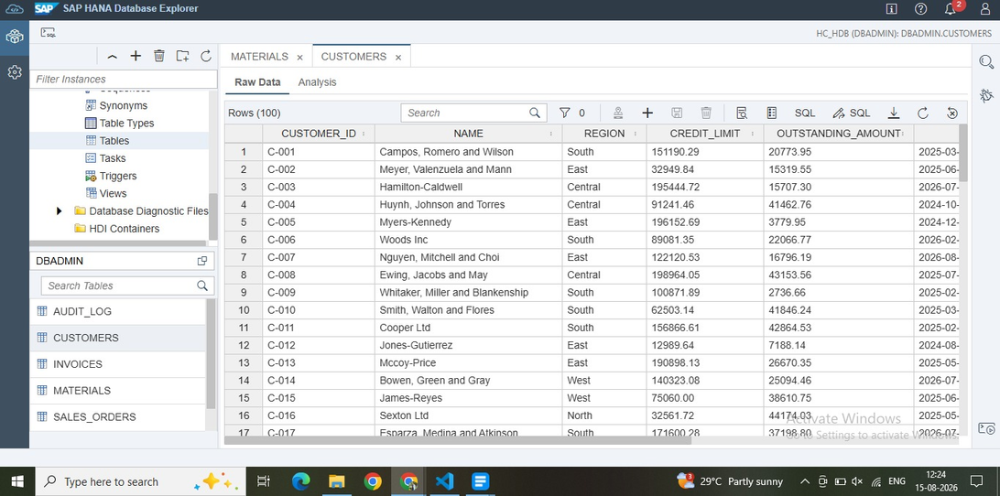 SAP SAP HANA Database Explorer
2
HC_HDB (DBADMIN): DBADMIN.CUSTOMERS
Filter Instances
Synonyms
Table Types
Tables
Tasks
Triggers
Views
Database Diagnostic Files
HDI Containers
DBADMIN
Search Tables
AUDIT_LOG
CUSTOMERS
INVOICES
MATERIALS
SALES_ORDERS
MATERIALS × CUSTOMERS ×
Raw Data Analysis
Rows (100) Search 0 SQL SQL
CUSTOMER_ID NAME REGION CREDIT_LIMIT OUTSTANDING_AMOUNT
1 C-001 Campos, Romero and Wilson South 151190.29 20773.95 2025-03-
2 C-002 Meyer, Valenzuela and Mann East 32949.84 15319.55 2025-06-
3 C-003 Hamilton-Caldwell Central 195444.72 15707.30 2026-07-
4 C-004 Huynh, Johnson and Torres Central 91241.46 41462.76 2024-10-
5 C-005 Myers-Kennedy East 196152.69 3779.95 2024-12-
6 C-006 Woods Inc South 89081.35 22066.77 2026-02-
7 C-007 Nguyen, Mitchell and Choi East 122120.53 16796.19 2026-08-
8 C-008 Ewing, Jacobs and May Central 198964.05 43153.56 2025-07-
9 C-009 Whitaker, Miller and Blankenship South 100871.89 2736.66 2025-02-
10 C-010 Smith, Walton and Flores South 62503.14 41846.24 2025-03-
11 C-011 Cooper Ltd South 156866.61 42864.53 2025-02-
12 C-012 Jones-Gutierrez East 12989.64 7188.14 2024-08-
13 C-013 Mccoy-Price East 190898.13 26670.35 2025-05-
14 C-014 Bowen, Green and Gray West 140323.08 25094.46 2026-07-
15 C-015 James-Reyes West 75060.00 38610.75 2025-06-
16 C-016 Sexton Ltd North 32561.72 44174.03 2025-05-
17 C-017 Esparza, Medina and Atkinson South 171600.28 37198.80 2026-07-
Activate Windows
Go to Settings to activate Windows.
Type here to search
3
29°C Partly sunny
ENG
12:24
15-08-2026